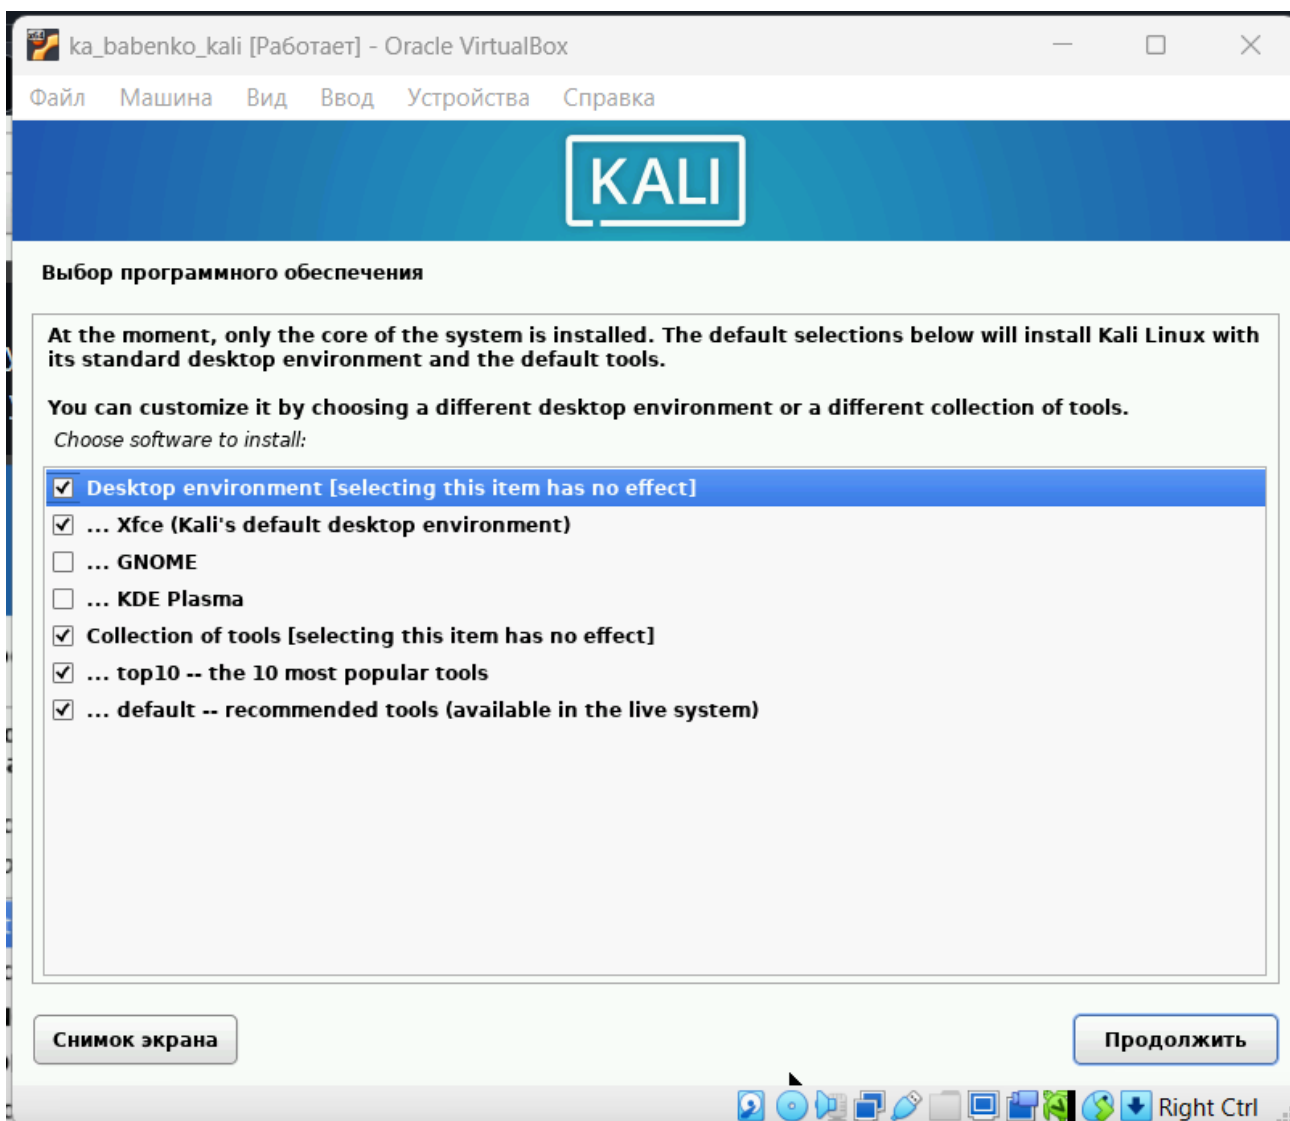 ka_babenko_kali [Работает] - Oracle VirtualBox
Файл Машина Вид Ввод Устройства Справка
KALI
Выбор программного обеспечения
At the moment, only the core of the system is installed. The default selections below will install Kali Linux with
its standard desktop environment and the default tools.
You can customize it by choosing a different desktop environment or a different collection of tools.
Choose software to install:
Desktop environment [selecting this item has no effect]
... Xfce (Kali's default desktop environment)
... GNOME
... KDE Plasma
Collection of tools [selecting this item has no effect]
... top10 -- the 10 most popular tools
... default -- recommended tools (available in the live system)
Снимок экрана
Продолжить
Right Ctrl